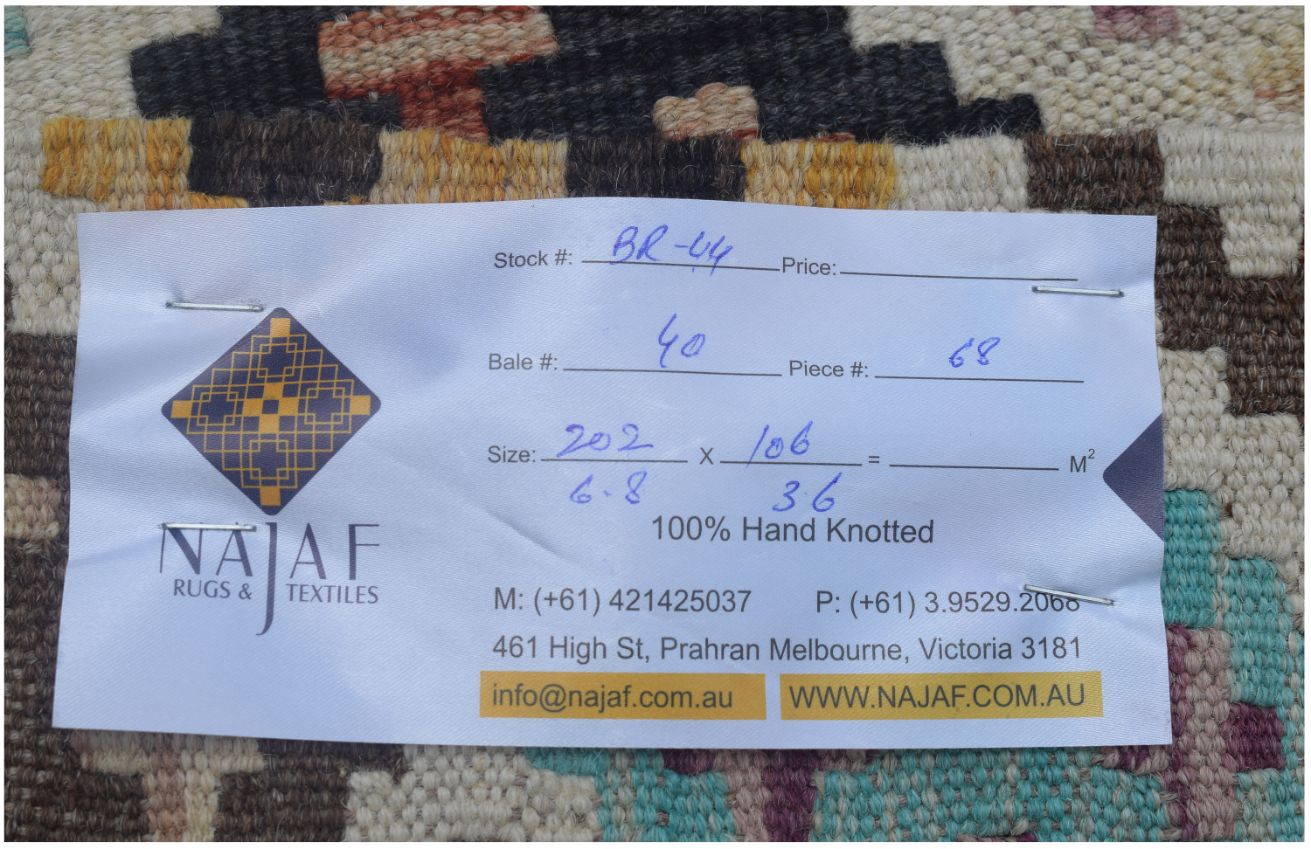 Stock #: BR-44 Price:
Bale #: 40 Piece #: 68
Size: 202 X 106 = M²
6.8 3.6
100% Hand Knotted
NAJAF
RUGS & TEXTILES
M: (+61) 421425037 P: (+61) 3.9529.2068
461 High St, Prahran Melbourne, Victoria 3181
info@najaf.com.au WWW.NAJAF.COM.AU